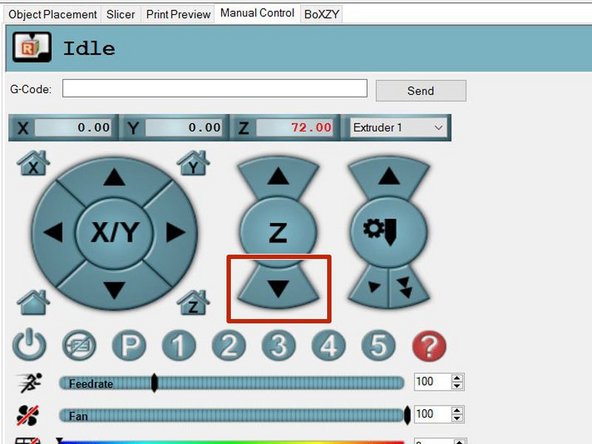 Object Placement Slicer Print Preview Manual Control BoXZY
R Idle
G-Code: Send
X 0.00 Y 0.00 Z 72.00 Extruder 1
X Y
X/Y Z
Z
P 1 2 3 4 5 ?
Feedrate 100
Fan 100